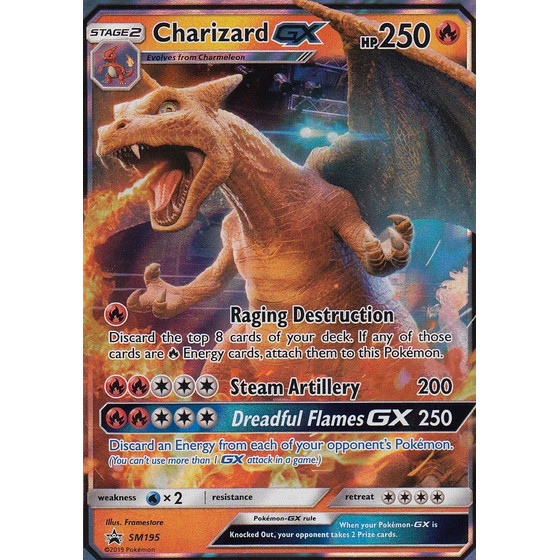 STAGE2 Charizard GX HP250
Evolves from Charmeleon
Raging Destruction
Discard the top 8 cards of your deck. If any of those
cards are Energy cards, attach them to this Pokémon.
Steam Artillery 200
Dreadful Flames GX 250
Discard an Energy from each of your opponent's Pokémon.
(You can't use more than 1 GX attack in a game.)
weakness ×2 resistance retreat
Illus. Framestore
SM195
©2019 Pokémon
Pokémon-GX rule
When your Pokémon-GX is
Knocked Out, your opponent takes 2 Prize cards.